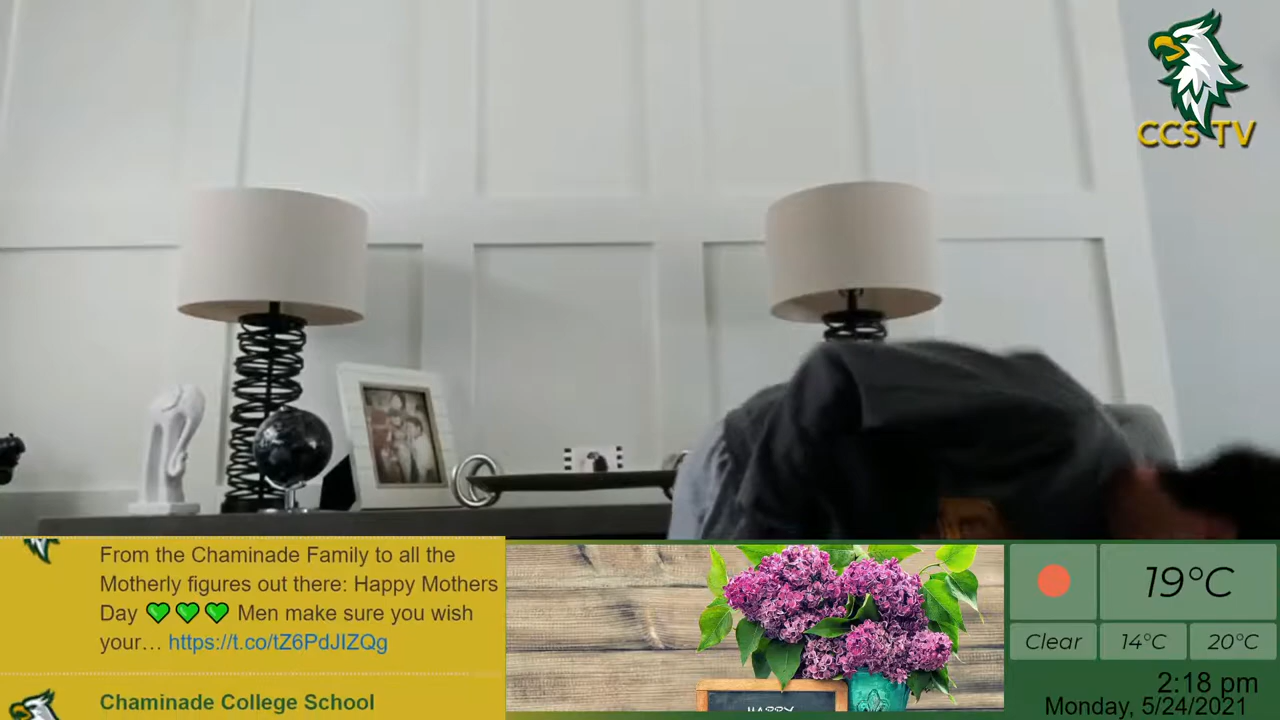 CCS TV
From the Chaminade Family to all the
Motherly figures out there: Happy Mothers
Day 💚💚💚 Men make sure you wish
your… https://t.co/tZ6PdJIZQg
Chaminade College School
HAPPY
19°C
Clear 14°C 20°C
2:18 pm
Monday, 5/24/2021